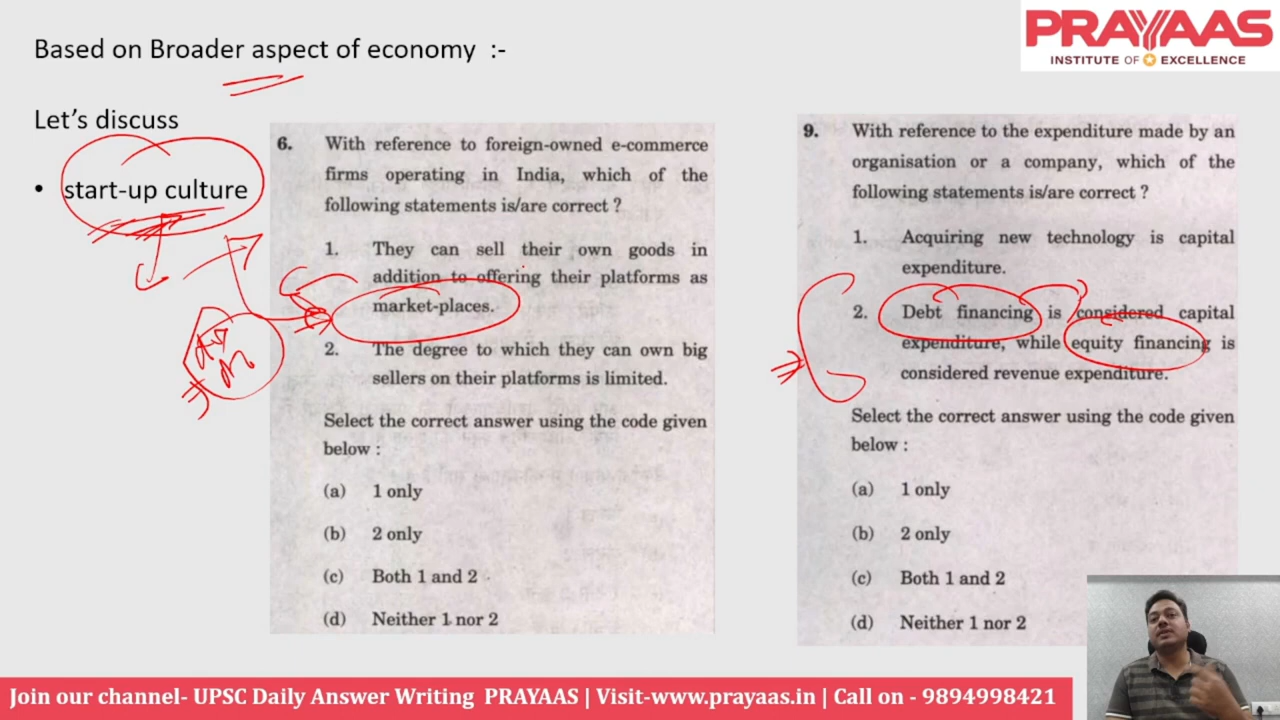 Based on Broader aspect of economy :-
PRAYAAS
INSTITUTE OF EXCELLENCE
Let's discuss
• start-up culture
6. With reference to foreign-owned e-commerce
firms operating in India, which of the
following statements is/are correct ?
1. They can sell their own goods in
addition to offering their platforms as
market-places.
2. The degree to which they can own big
sellers on their platforms is limited.
Select the correct answer using the code given
below :
(a) 1 only
(b) 2 only
(c) Both 1 and 2
(d) Neither 1 nor 2
9. With reference to the expenditure made by an
organisation or a company, which of the
following statements is/are correct ?
1. Acquiring new technology is capital
expenditure.
2. Debt financing is considered capital
expenditure, while equity financing is
considered revenue expenditure.
Select the correct answer using the code given
below :
(a) 1 only
(b) 2 only
(c) Both 1 and 2
(d) Neither 1 nor 2
Join our channel- UPSC Daily Answer Writing PRAYAAS | Visit-www.prayaas.in | Call on - 9894998421